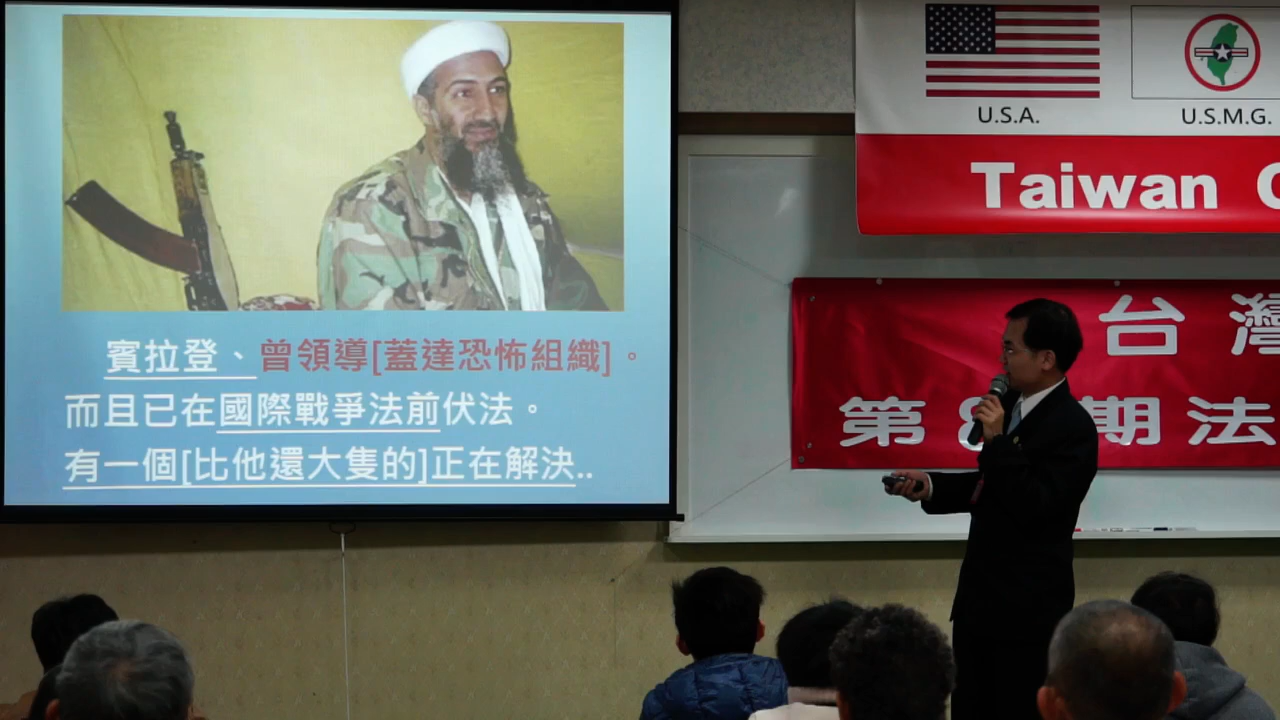 賓拉登、曾領導[蓋達恐怖組織]。
而且已在國際戰爭法前伏法。
有一個[比他還大隻的]正在解決..
U.S.A.
U.S.M.G.
Taiwan
台灣
第8期法